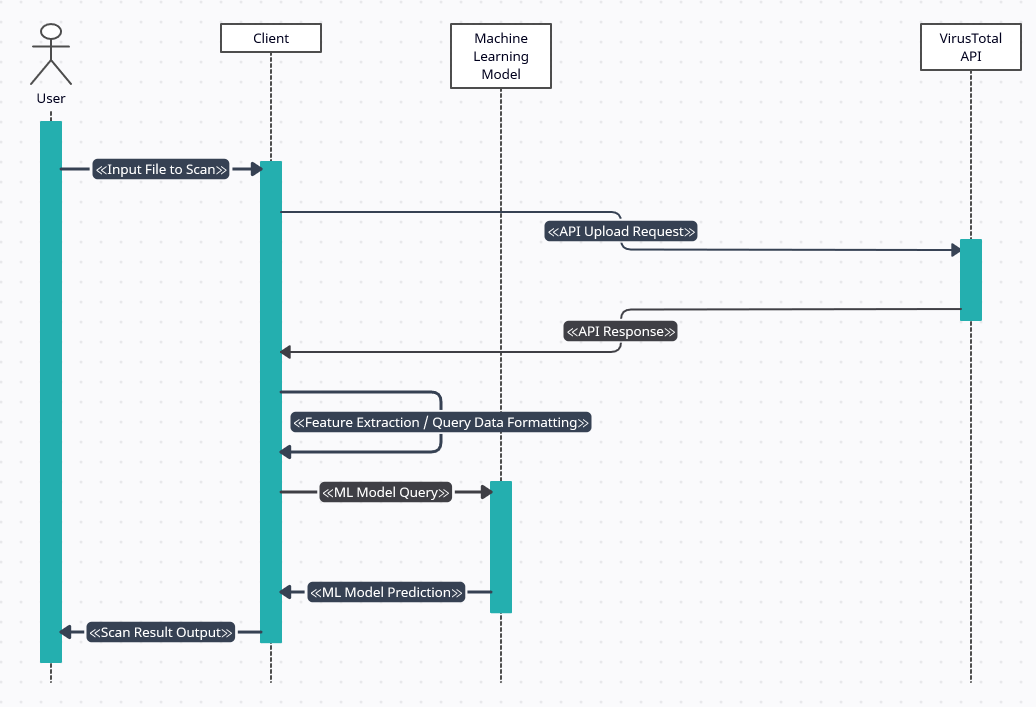 Client
Machine
Learning
Model
VirusTotal
API
User
«Input File to Scan»
«API Upload Request»
«API Response»
«Feature Extraction / Query Data Formatting»
«ML Model Query»
«ML Model Prediction»
«Scan Result Output»